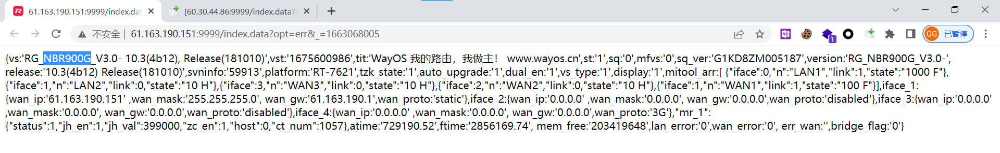 61.163.190.151:9999/index.dat
[60.30.44.86:9999/index.data?
不安全 | 61.163.190.151:9999/index.data?opt=err&_=1663068005
1
GG 已暂停
{vs:'RG_NBR900G_V3.0- 10.3(4b12), Release(181010)',vst:'1675600986',tit:'WayOS 我的路由，我做主！ www.wayos.cn',st:'1',sq:'0',mfvs:'0',sq_ver:'G1KD8ZM005187',version:'RG_NBR900G_V3.0-',
release:'10.3(4b12) Release(181010)',svninfo:'59913',platform:'RT-7621',tzk_state:'1',auto_upgrade:'1',dual_en:'1',vs_type:'1',display:'1',mitool_arr:[ {"iface":0,"n":"LAN1","link":1,"state":"1000 F"},
{"iface":1,"n":"LAN2","link":0,"state":"10 H"},{"iface":3,"n":"WAN3","link":0,"state":"10 H"},{"iface":2,"n":"WAN2","link":0,"state":"10 H"},{"iface":1,"n":"WAN1","link":1,"state":"100 F"}],iface_1:
{wan_ip:'61.163.190.151' ,wan_mask:'255.255.255.0', wan_gw:'61.163.190.1',wan_proto:'static'},iface_2:{wan_ip:'0.0.0.0' ,wan_mask:'0.0.0.0', wan_gw:'0.0.0.0',wan_proto:'disabled'},iface_3:{wan_ip:'0.0.0.0'
,wan_mask:'0.0.0.0', wan_gw:'0.0.0.0',wan_proto:'disabled'},iface_4:{wan_ip:'0.0.0.0' ,wan_mask:'0.0.0.0', wan_gw:'0.0.0.0',wan_proto:'3G'},"mr_1":
{"status":1,"jh_en":1,"jh_val":399000,"zc_en":1,"host":0,"ct_num":1057},atime:'729190.52',ftime:'2856169.74', mem_free:'203419648',lan_error:'0',wan_error:'0', err_wan:'',bridge_flag:'0'}